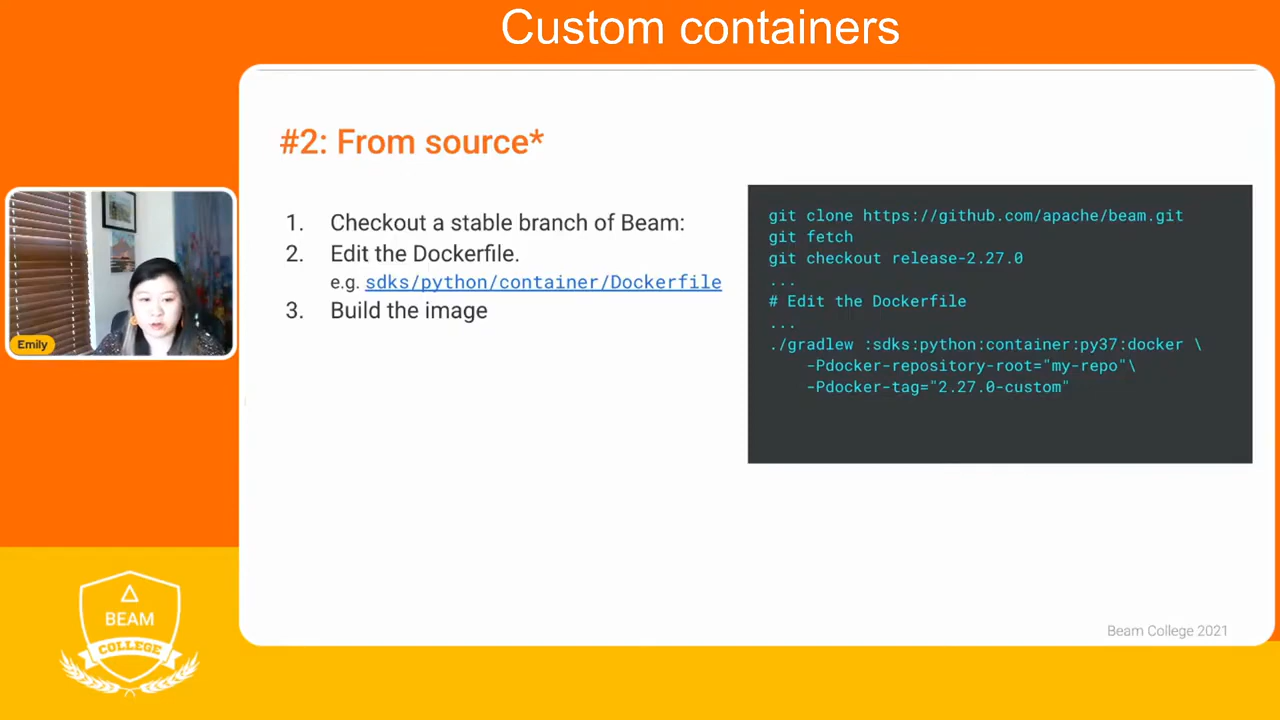 Custom containers
#2: From source*
1. Checkout a stable branch of Beam:
2. Edit the Dockerfile.
e.g. sdks/python/container/Dockerfile
3. Build the image
git clone https://github.com/apache/beam.git
git fetch
git checkout release-2.27.0
...
# Edit the Dockerfile
...
./gradlew :sdks:python:container:py37:docker \
-Pdocker-repository-root="my-repo"\
-Pdocker-tag="2.27.0-custom"
Emily
BEAM
COLLEGE
Beam College 2021